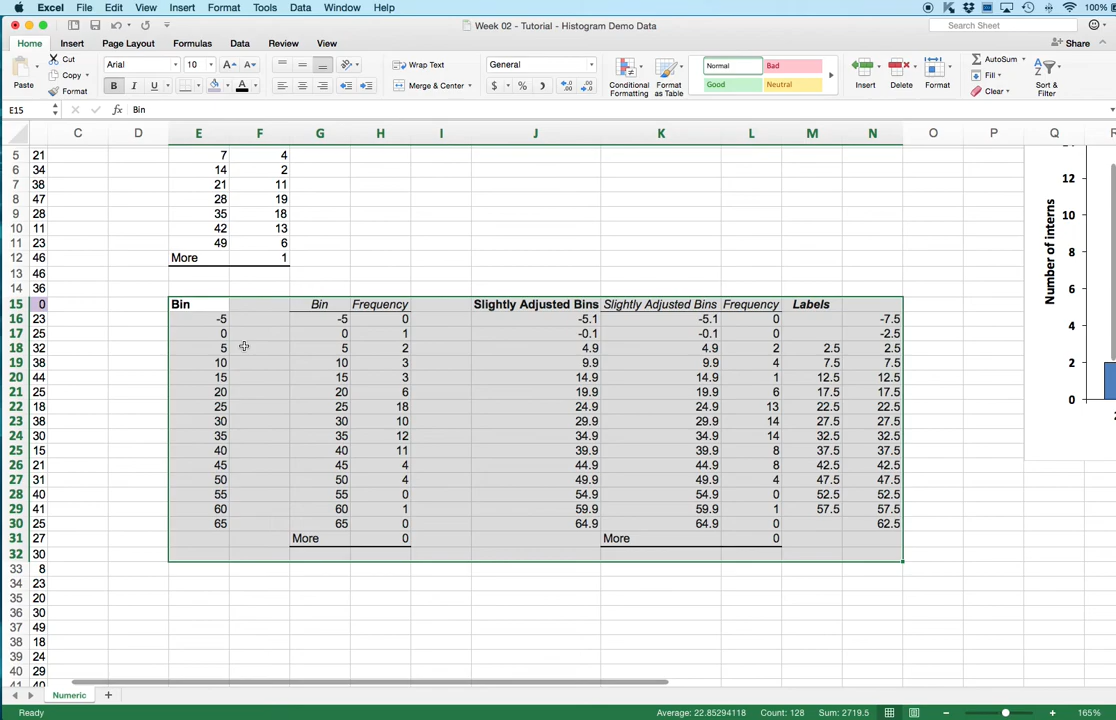 Excel File Edit View Insert Format Tools Data Window Help 100%
Week 02 - Tutorial - Histogram Demo Data Search Sheet
Home Insert Page Layout Formulas Data Review View Share
Paste Cut Copy Format Arial 10 A A B I U A Wrap Text Merge & Center General $ % Conditional Formatting Format as Table Normal Bad Good Neutral Insert Delete Format AutoSum Fill Clear Sort & Filter
E15 fx Bin
C D E F G H I J K L M N O P Q R
5 21 7 4
6 34 14 2 12
7 38 21 11
8 47 28 19 10
9 28 35 18
10 11 42 13
11 23 49 6 8
12 46 More 1
13 46 6
14 36
15 0 Bin Bin Frequency Slightly Adjusted Bins Slightly Adjusted Bins Frequency Labels
16 23 -5 -5 0 -5.1 -5.1 0 -7.5
17 25 0 0 1 -0.1 -0.1 0 -2.5 4
18 32 5 5 2 4.9 4.9 2 2.5 2.5
19 38 10 10 3 9.9 9.9 4 7.5 7.5 2
20 44 15 15 3 14.9 14.9 1 12.5 12.5
21 25 20 20 6 19.9 19.9 6 17.5 17.5 0
22 18 25 25 18 24.9 24.9 13 22.5 22.5
23 38 30 30 10 29.9 29.9 14 27.5 27.5
24 30 35 35 12 34.9 34.9 14 32.5 32.5
25 15 40 40 11 39.9 39.9 8 37.5 37.5
26 21 45 45 4 44.9 44.9 8 42.5 42.5
27 31 50 50 4 49.9 49.9 4 47.5 47.5
28 40 55 55 0 54.9 54.9 0 52.5 52.5
29 41 60 60 1 59.9 59.9 1 57.5 57.5
30 25 65 65 0 64.9 64.9 0 62.5
31 27 More 0 More 0
32 30
33 8
34 23
35 20
36 30
37 49
38 18
39 24
40 29
Number of interns
Numeric
Ready Average: 22.85294118 Count: 128 Sum: 2719.5 165%